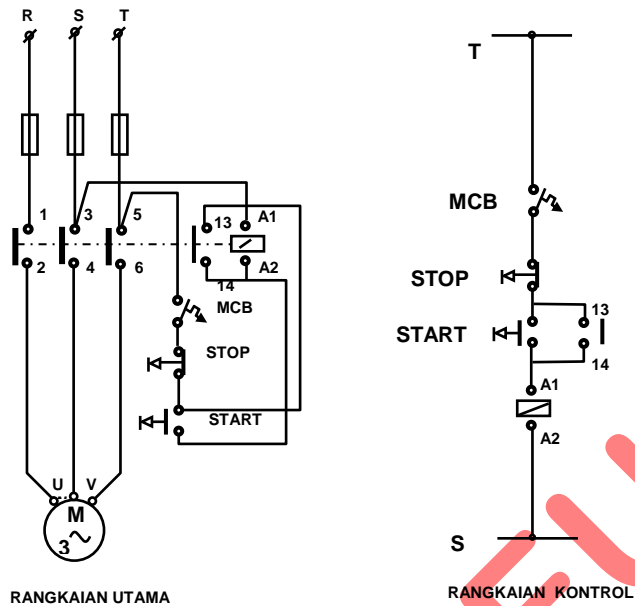 R S T
1 3 5 13 A1
2 4 6 14 A2
MCB
STOP
START
U V
M
3
RANGKAIAN UTAMA
T
MCB
STOP
START 13
14
A1
A2
S
RANGKAIAN KONTROL